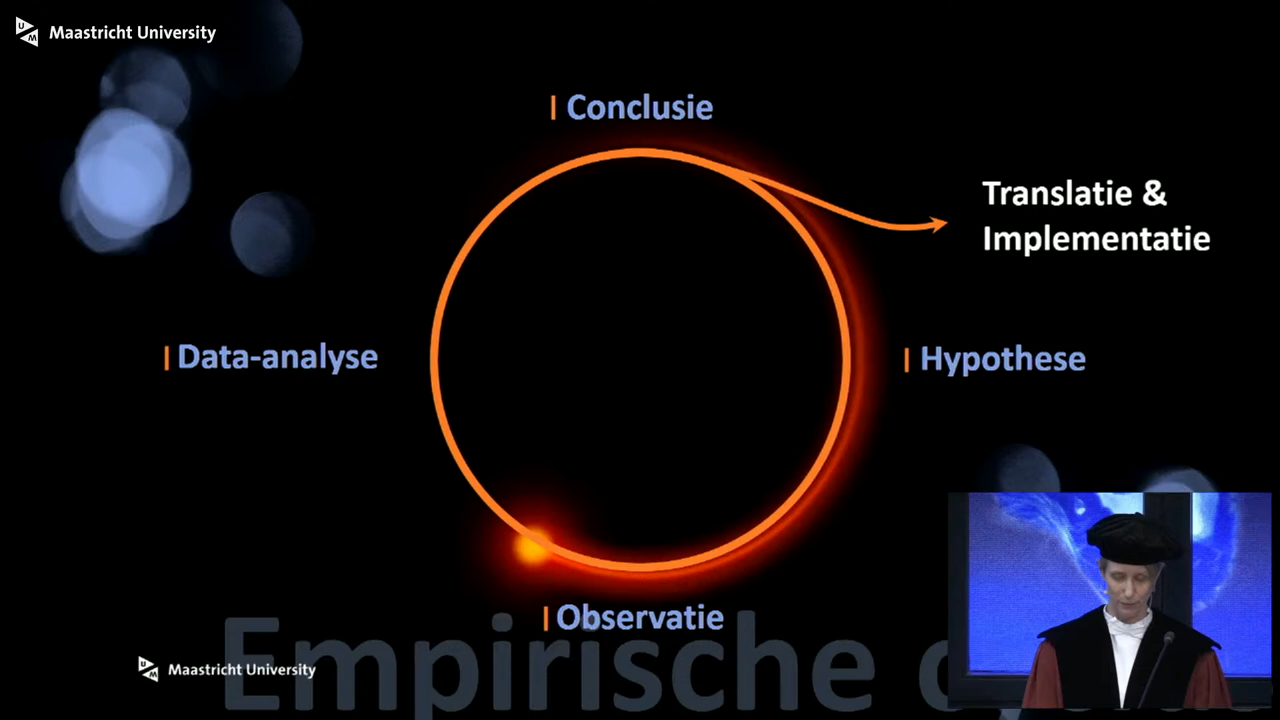 Maastricht University
Conclusie
Translatie &
Implementatie
Data-analyse
Hypothese
Observatie
Empirische
Maastricht University